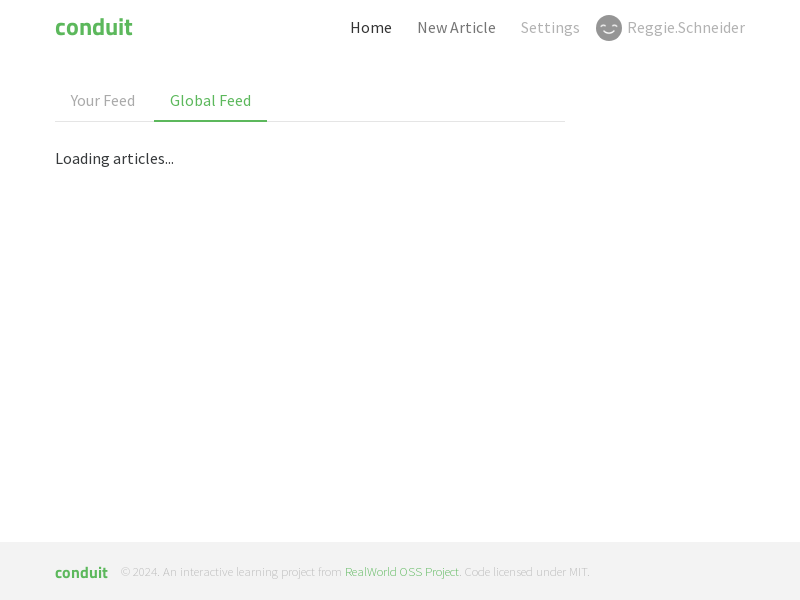 conduit Home New Article Settings Reggie.Schneider
Your Feed Global Feed
Loading articles...
conduit © 2024. An interactive learning project from RealWorld OSS Project. Code licensed under MIT.